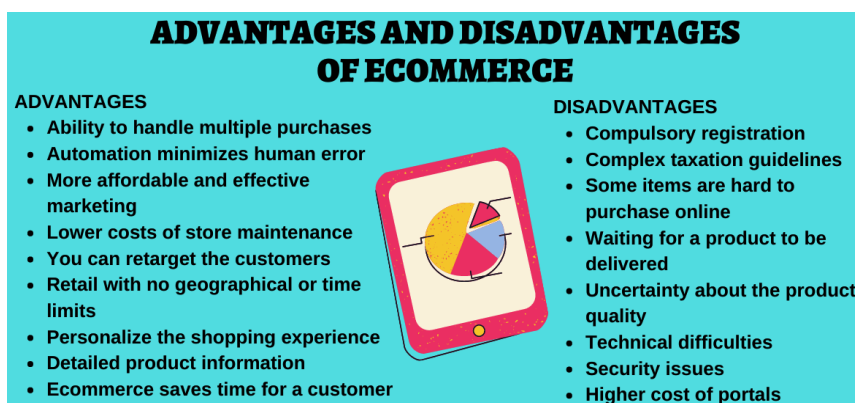 ADVANTAGES AND DISADVANTAGES
OF ECOMMERCE
ADVANTAGES
• Ability to handle multiple purchases
• Automation minimizes human error
• More affordable and effective
marketing
• Lower costs of store maintenance
• You can retarget the customers
• Retail with no geographical or time
limits
• Personalize the shopping experience
• Detailed product information
• Ecommerce saves time for a customer
DISADVANTAGES
• Compulsory registration
• Complex taxation guidelines
• Some items are hard to
purchase online
• Waiting for a product to be
delivered
• Uncertainty about the product
quality
• Technical difficulties
• Security issues
• Higher cost of portals